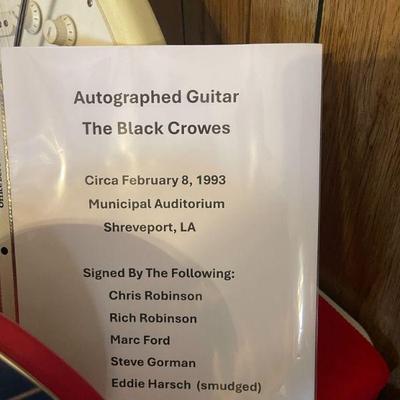 Autographed Guitar
The Black Crowes
Circa February 8, 1993
Municipal Auditorium
Shreveport, LA
Signed By The Following:
Chris Robinson
Rich Robinson
Marc Ford
Steve Gorman
Eddie Harsch (smudged)